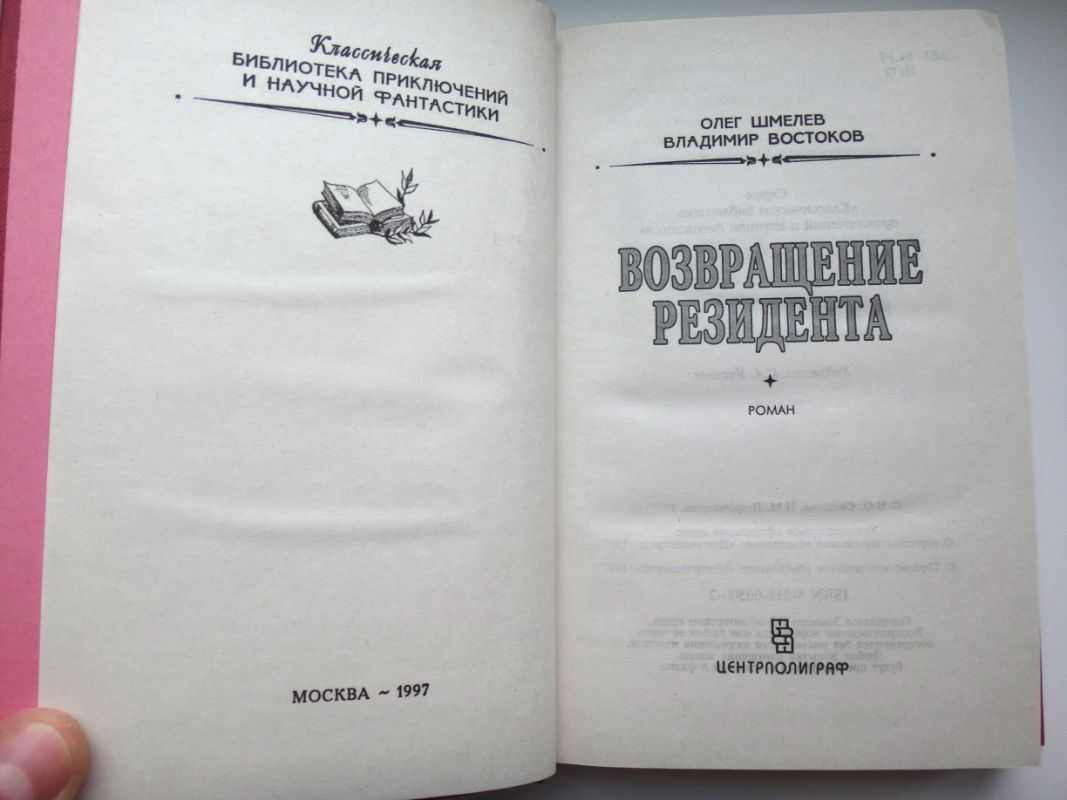 Классическая
БИБЛИОТЕКА ПРИКЛЮЧЕНИЙ
И НАУЧНОЙ ФАНТАСТИКИ
МОСКВА ~ 1997
ОЛЕГ ШМЕЛЕВ
ВЛАДИМИР ВОСТОКОВ
ВОЗВРАЩЕНИЕ
РЕЗИДЕНТА
РОМАН
ЦЕНТРПОЛИГРАФ